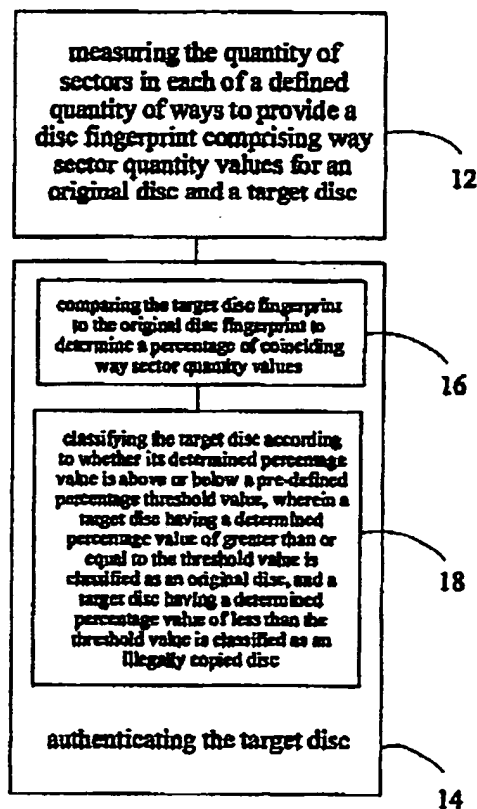 measuring the quantity of
sectors in each of a defined
quantity of ways to provide a
disc fingerprint comprising way
sector quantity values for an
original disc and a target disc
12
comparing the target disc fingerprint
to the original disc fingerprint to
determine a percentage of coinciding
way sector quantity values
16
classifying the target disc according
to whether its determined percentage
value is above or below a pre-defined
percentage threshold value, wherein a
target disc having a determined
percentage value of greater than or
equal to the threshold value is
classified as an original disc, and a
target disc having a determined
percentage value of less than the
threshold value is classified as an
illegally copied disc
18
authenticating the target disc
14